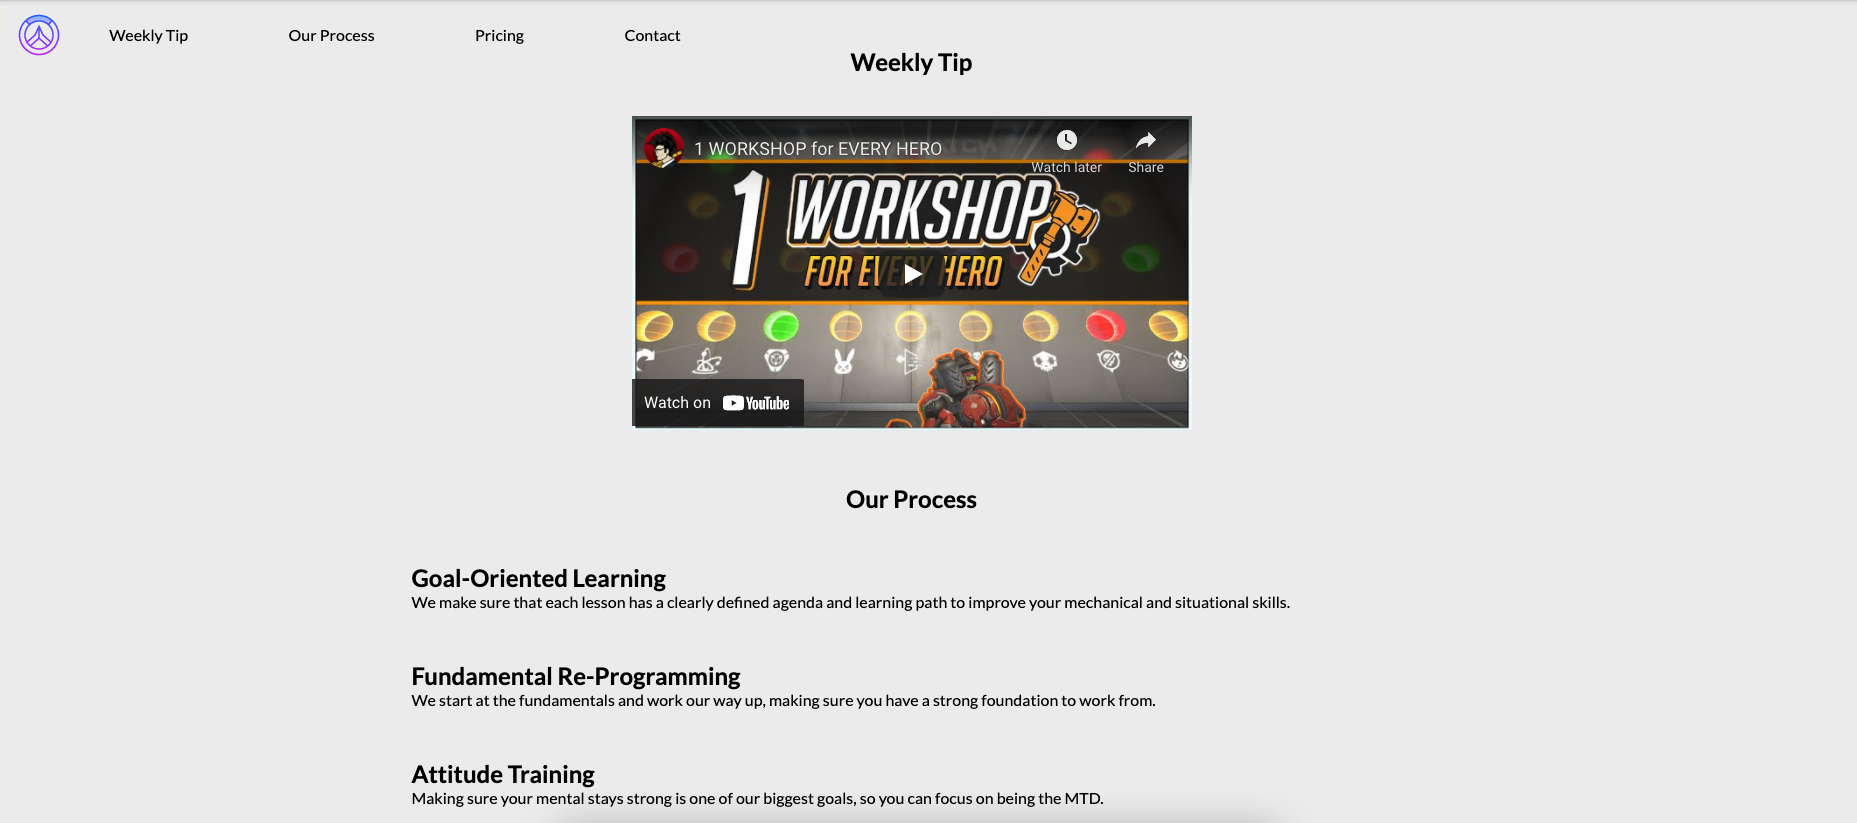 Weekly Tip Our Process Pricing Contact
Weekly Tip
1 WORKSHOP for EVERY HERO
Watch later Share
1 WORKSHOP
FOR EVERY HERO
Watch on YouTube
Our Process
Goal-Oriented Learning
We make sure that each lesson has a clearly defined agenda and learning path to improve your mechanical and situational skills.
Fundamental Re-Programming
We start at the fundamentals and work our way up, making sure you have a strong foundation to work from.
Attitude Training
Making sure your mental stays strong is one of our biggest goals, so you can focus on being the MTD.